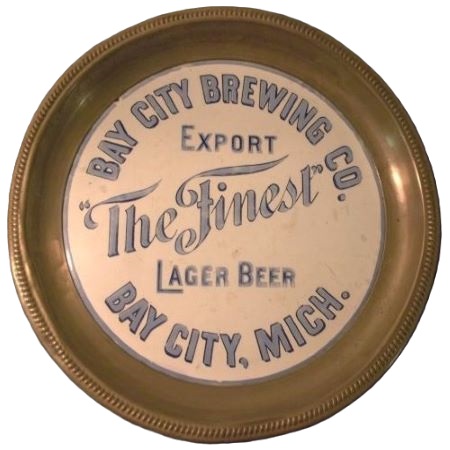 BAY CITY BREWING CO.
EXPORT
"The Finest"
LAGER BEER
BAY CITY, MICH.